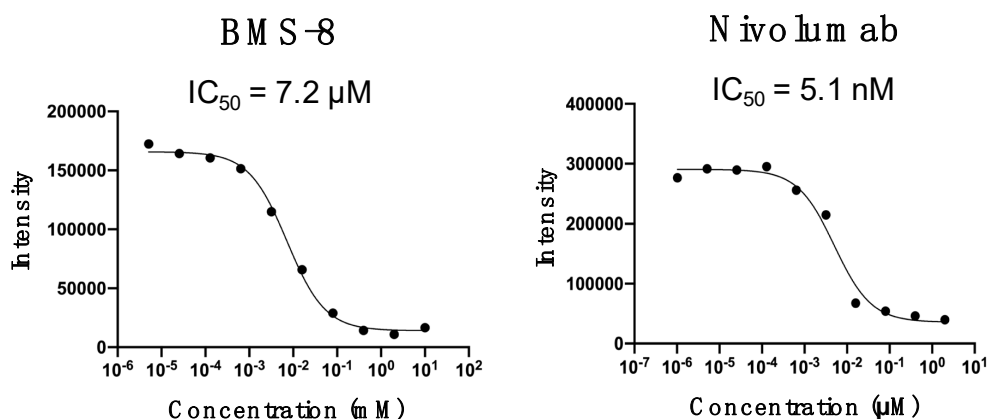 BMS-8
IC50 = 7.2 µM
200000
150000
100000
50000
0
10-6 10-5 10-4 10-3 10-2 10-1 100 101 102
Intensity
Concentration (mM)
Nivolumab
IC50 = 5.1 nM
400000
300000
200000
100000
0
10-7 10-6 10-5 10-4 10-3 10-2 10-1 100 101
Intensity
Concentration (µM)